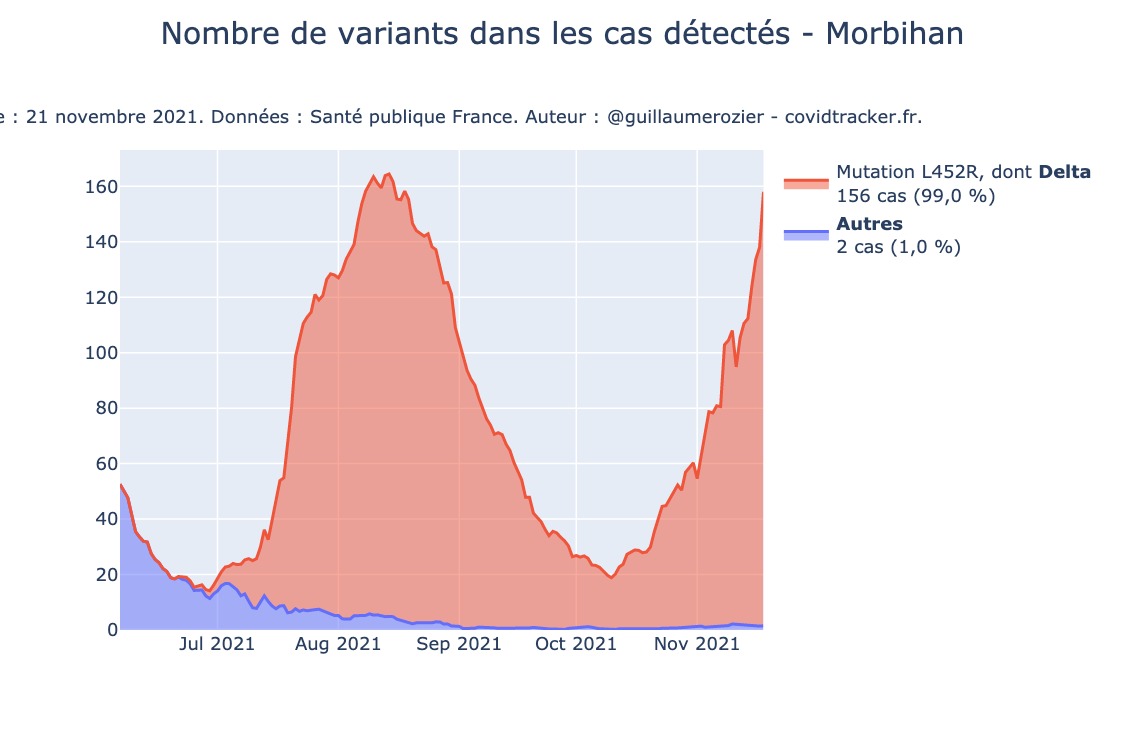 Nombre de variants dans les cas détectés - Morbihan
: 21 novembre 2021. Données : Santé publique France. Auteur : @guillaumerozier - covidtracker.fr.
Mutation L452R, dont Delta
156 cas (99,0 %)
Autres
2 cas (1,0 %)
160
140
120
100
80
60
40
20
0
Jul 2021 Aug 2021 Sep 2021 Oct 2021 Nov 2021